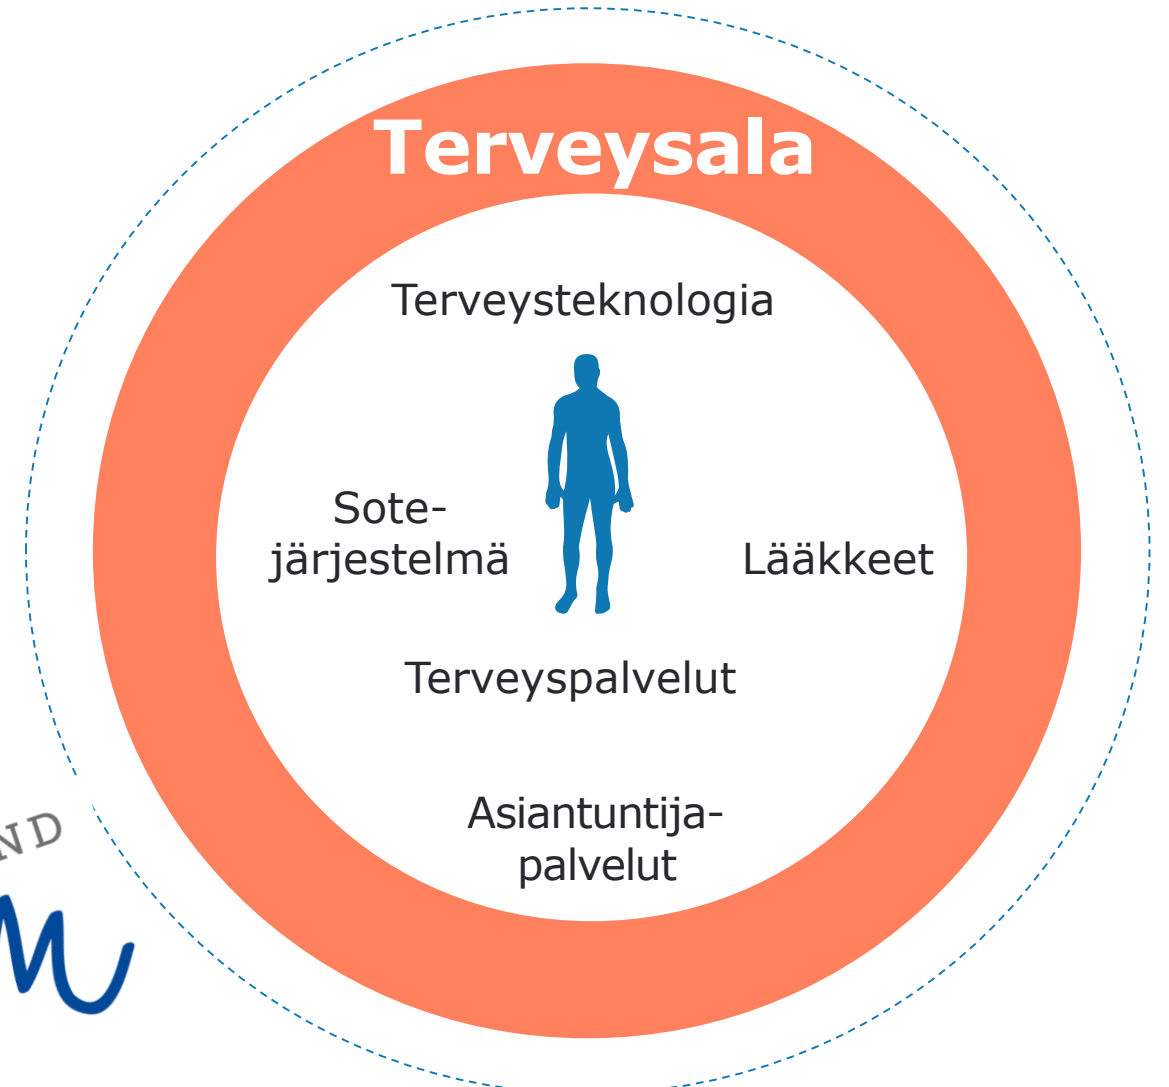 Terveysala
Terveysteknologia
Sote-
järjestelmä
Lääkkeet
Terveyspalvelut
Asiantuntija-
palvelut
ND